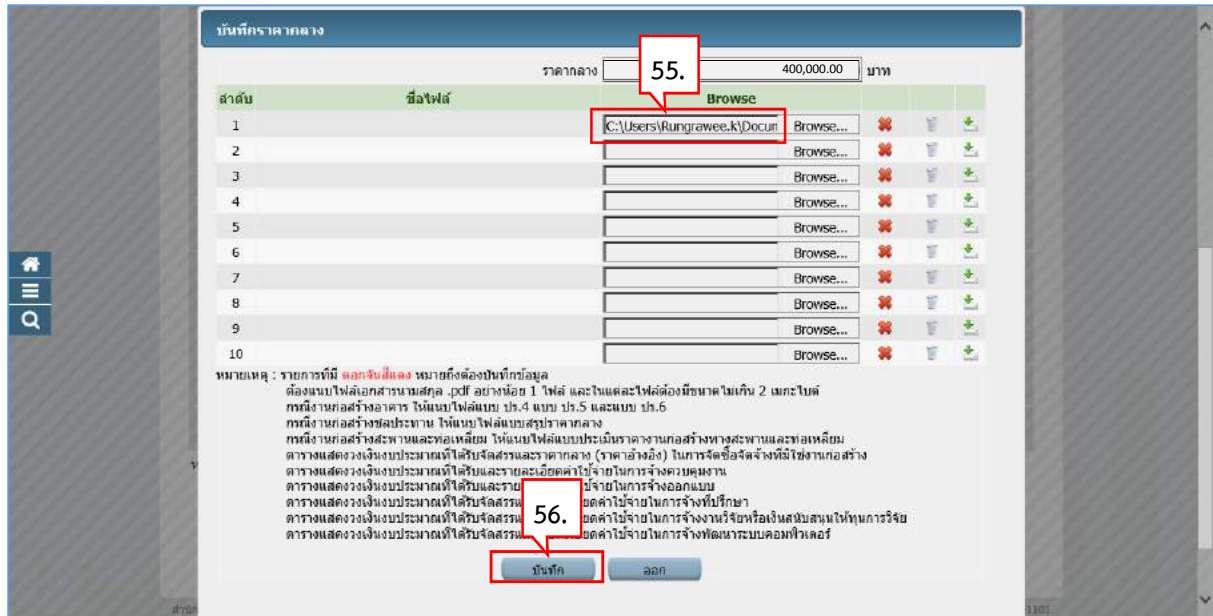 บันทึกราคากลาง
ราคากลาง 400,000.00 บาท
55.
ลำดับ ชื่อไฟล์ Browse
1 C:\Users\Rungrawee.k\Docum Browse...
2 Browse...
3 Browse...
4 Browse...
5 Browse...
6 Browse...
7 Browse...
8 Browse...
9 Browse...
10 Browse...
หมายเหตุ : รายการที่มี ดอกจันสีแดง หมายถึงต้องบันทึกข้อมูล
ต้องแนบไฟล์เอกสารนามสกุล .pdf อย่างน้อย 1 ไฟล์ และในแต่ละไฟล์ต้องมีขนาดไม่เกิน 2 เมกะไบต์
กรณีงานก่อสร้างอาคาร ให้แนบไฟล์แบบ ปร.4 แบบ ปร.5 และแบบ ปร.6
กรณีงานก่อสร้างชลประทาน ให้แนบไฟล์แบบสรุปราคากลาง
กรณีงานก่อสร้างสะพานและท่อเหลี่ยม ให้แนบไฟล์แบบประเมินราคางานก่อสร้างทางสะพานและท่อเหลี่ยม
ตารางแสดงวงเงินงบประมาณที่ได้รับจัดสรรและราคากลาง (ราคาอ้างอิง) ในการจัดซื้อจัดจ้างที่มิใช่งานก่อสร้าง
ตารางแสดงวงเงินงบประมาณที่ได้รับและรายละเอียดค่าใช้จ่ายในการจ้างควบคุมงาน
ตารางแสดงวงเงินงบประมาณที่ได้รับและราย ช้จ่ายในการจ้างออกแบบ
ตารางแสดงวงเงินงบประมาณที่ได้รับจัดสรร ยดค่าใช้จ่ายในการจ้างที่ปรึกษา
ตารางแสดงวงเงินงบประมาณที่ได้รับจัดสรร ยดค่าใช้จ่ายในการจ้างงานวิจัยหรือเงินสนับสนุนให้ทุนการวิจัย
ตารางแสดงวงเงินงบประมาณที่ได้รับจัดสรร ยดค่าใช้จ่ายในการจ้างพัฒนาระบบคอมพิวเตอร์
56.
บันทึก ออก